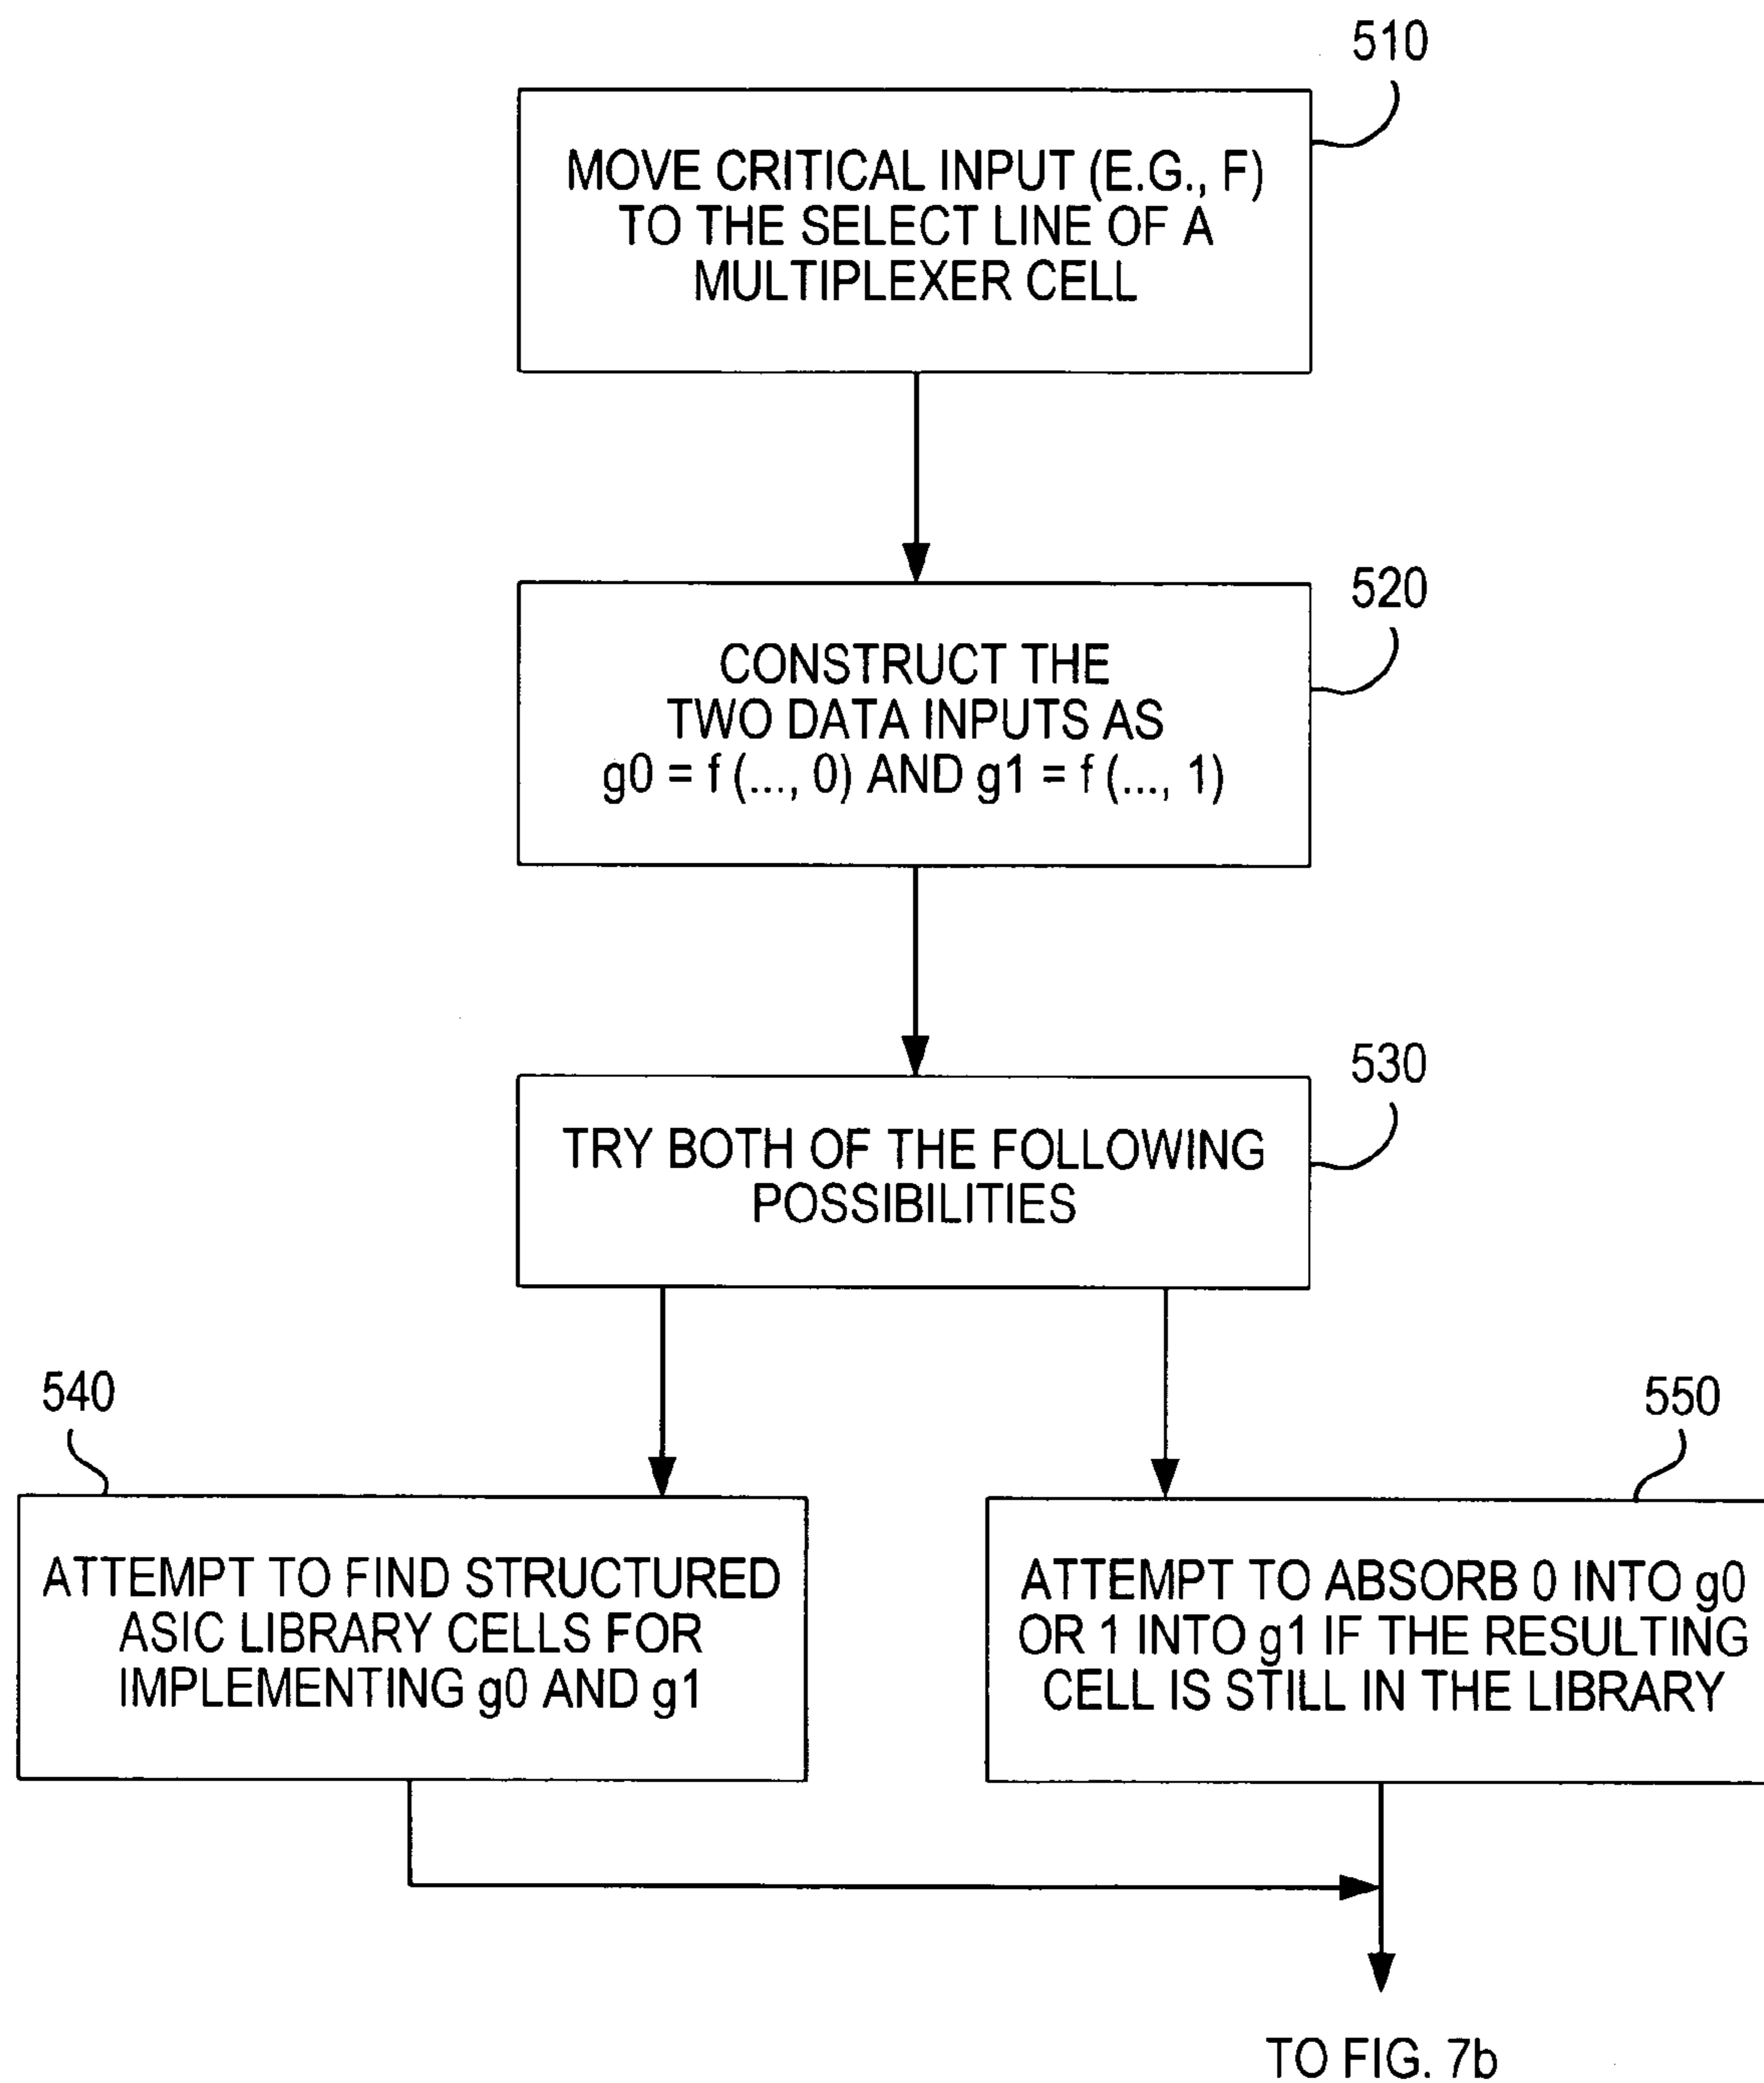 510
MOVE CRITICAL INPUT (E.G., F)
TO THE SELECT LINE OF A
MULTIPLEXER CELL
520
CONSTRUCT THE
TWO DATA INPUTS AS
g0 = f (..., 0) AND g1 = f (..., 1)
530
TRY BOTH OF THE FOLLOWING
POSSIBILITIES
540
ATTEMPT TO FIND STRUCTURED
ASIC LIBRARY CELLS FOR
IMPLEMENTING g0 AND g1
550
ATTEMPT TO ABSORB 0 INTO g0
OR 1 INTO g1 IF THE RESULTING
CELL IS STILL IN THE LIBRARY
TO FIG. 7b